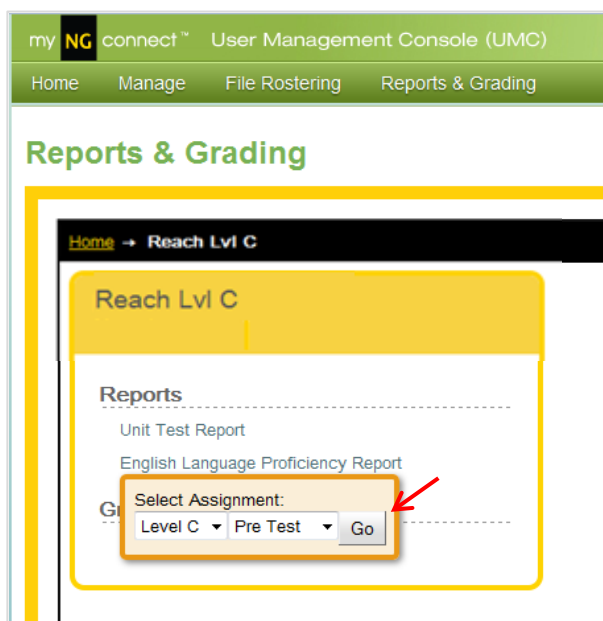 my NG connect™ User Management Console (UMC)
Home Manage File Rostering Reports & Grading
Reports & Grading
Home → Reach Lvl C
Reach Lvl C
Reports
Unit Test Report
English Language Proficiency Report
Select Assignment:
Level C Pre Test Go